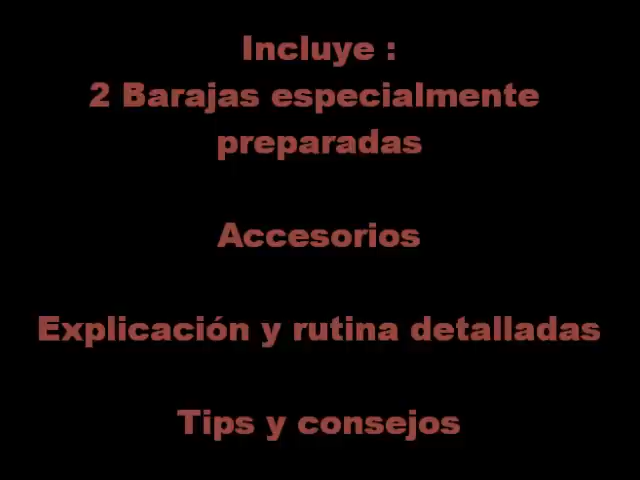 Incluye :
2 Barajas especialmente
preparadas
Accesorios
Explicación y rutina detalladas
Tips y consejos